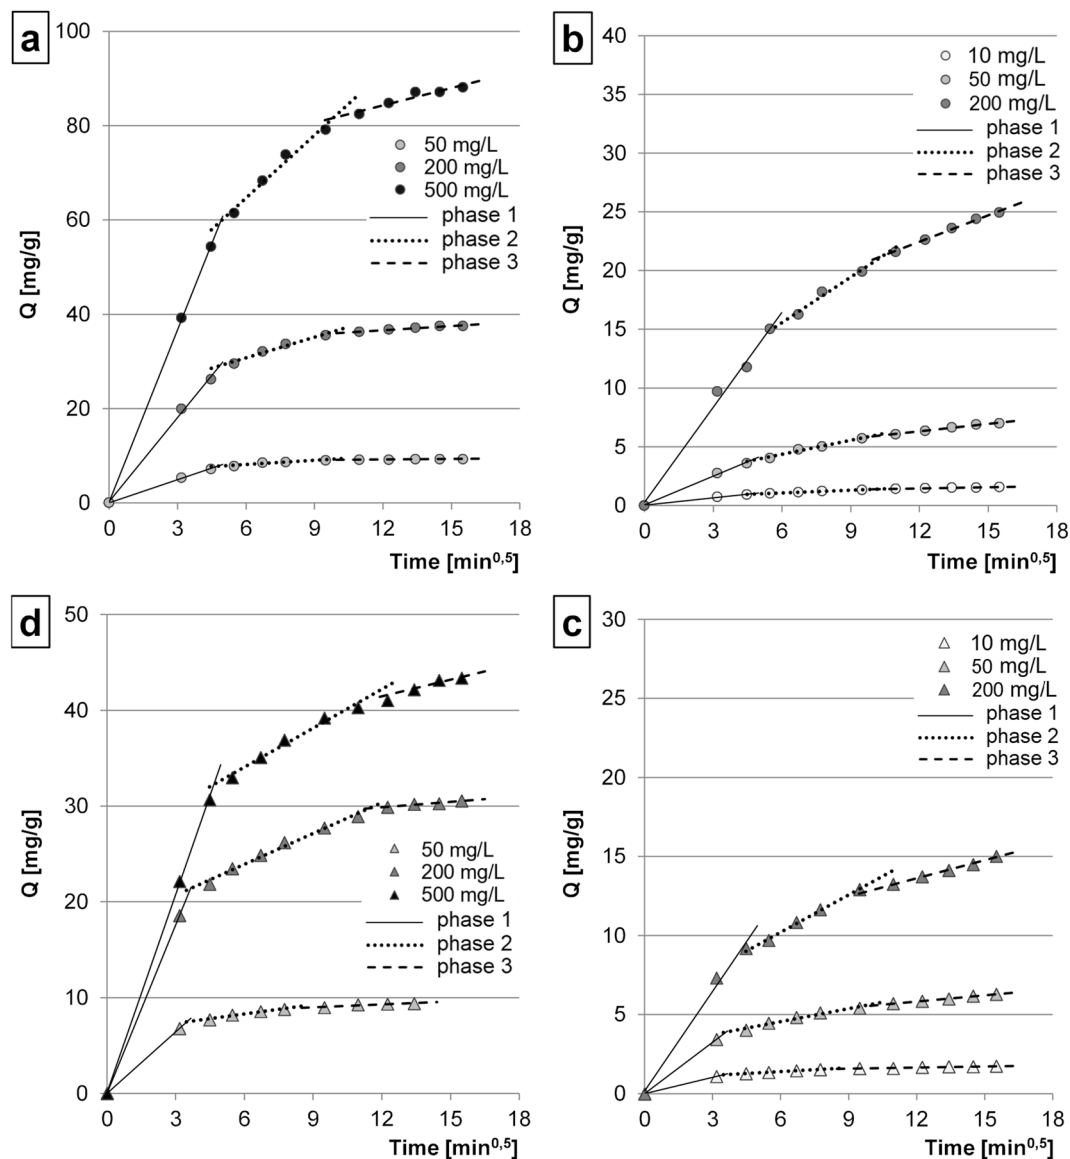 a
100
80
60
40
20
0
Q [mg/g]
50 mg/L
200 mg/L
500 mg/L
phase 1
phase 2
phase 3
0 3 6 9 12 15 18
Time [min0,5]
b
40
35
30
25
20
15
10
5
0
Q [mg/g]
10 mg/L
50 mg/L
200 mg/L
phase 1
phase 2
phase 3
0 3 6 9 12 15 18
Time [min0,5]
d
50
40
30
20
10
0
Q [mg/g]
50 mg/L
200 mg/L
500 mg/L
phase 1
phase 2
phase 3
0 3 6 9 12 15 18
Time [min0,5]
c
30
25
20
15
10
5
0
Q [mg/g]
10 mg/L
50 mg/L
200 mg/L
phase 1
phase 2
phase 3
0 3 6 9 12 15 18
Time [min0,5]